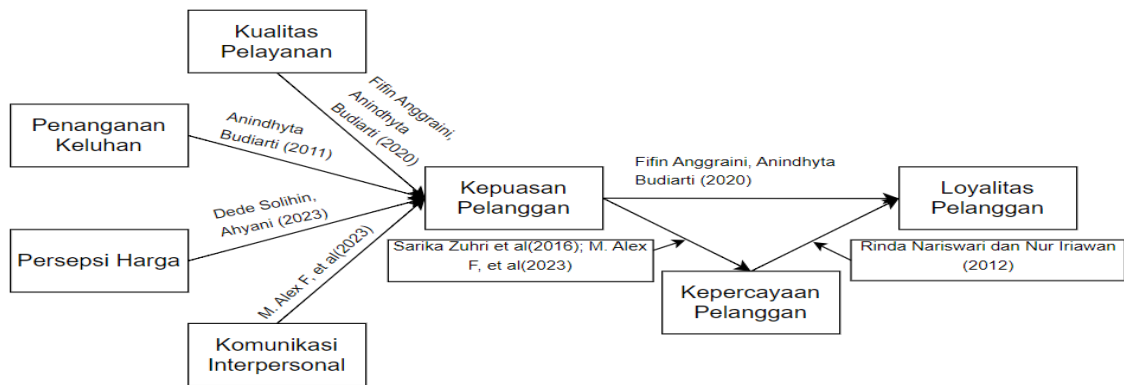 Kualitas
Pelayanan
Fifin Anggraini,
Anindhyta
Budiarti (2020)
Penanganan
Keluhan
Anindhyta
Budiarti (2011)
Dede Solihin,
Ahyani (2023)
Persepsi Harga
M. Alex F, et al(2023)
Komunikasi
Interpersonal
Kepuasan
Pelanggan
Fifin Anggraini, Anindhyta
Budiarti (2020)
Loyalitas
Pelanggan
Sarika Zuhri et al(2016); M. Alex
F, et al(2023)
Rinda Nariswari dan Nur Iriawan
(2012)
Kepercayaan
Pelanggan